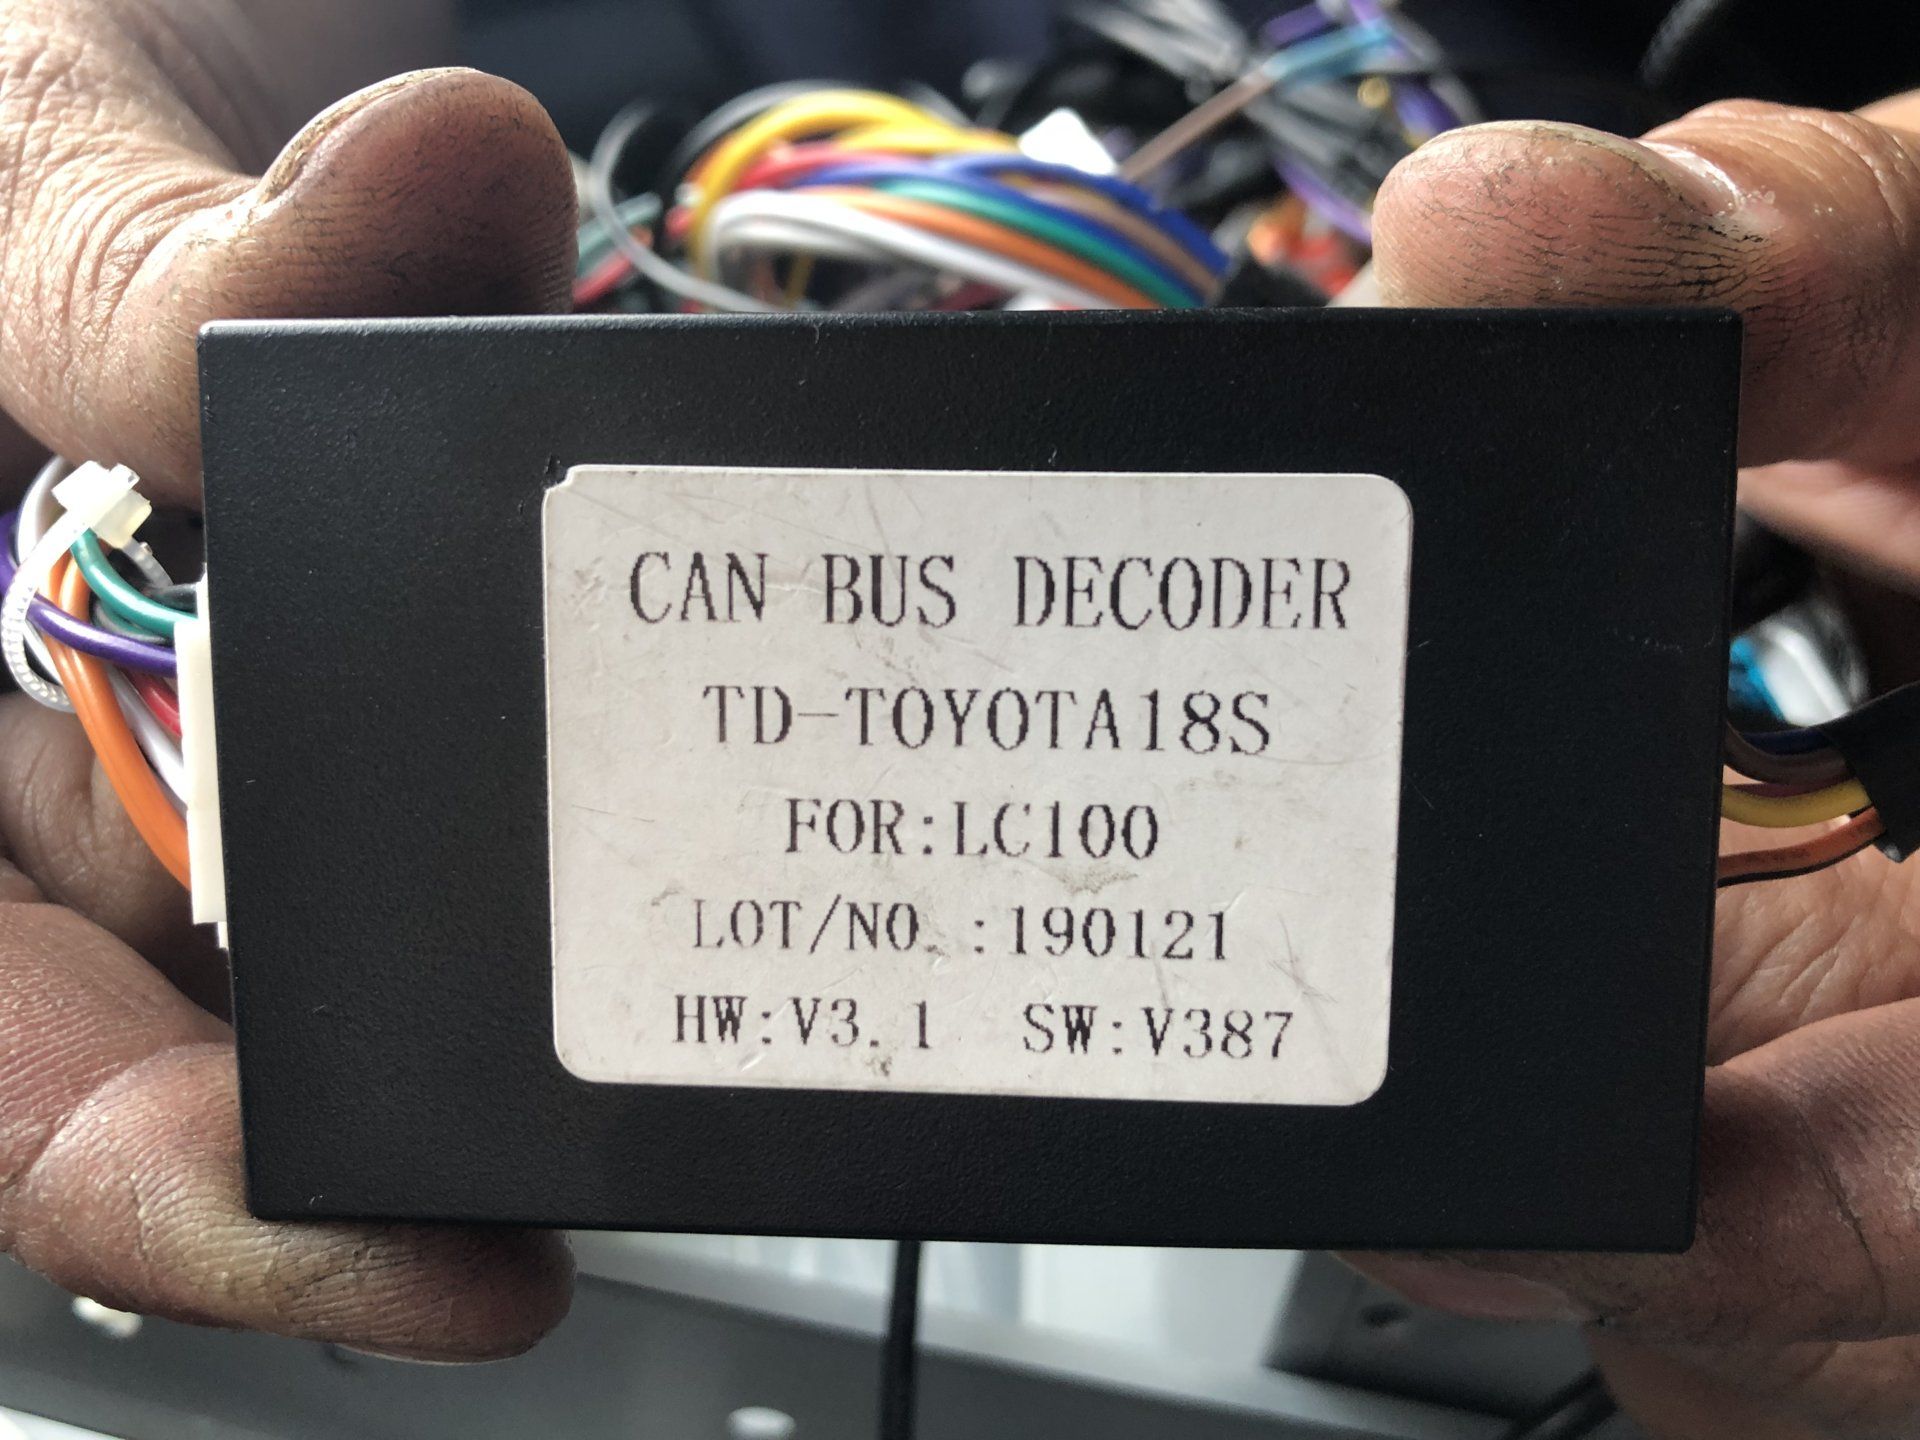 CAN BUS DECODER
TD-TOYOTA18S
FOR:LC100
LOT/NO.:190121
HW:V3.1 SW:V387